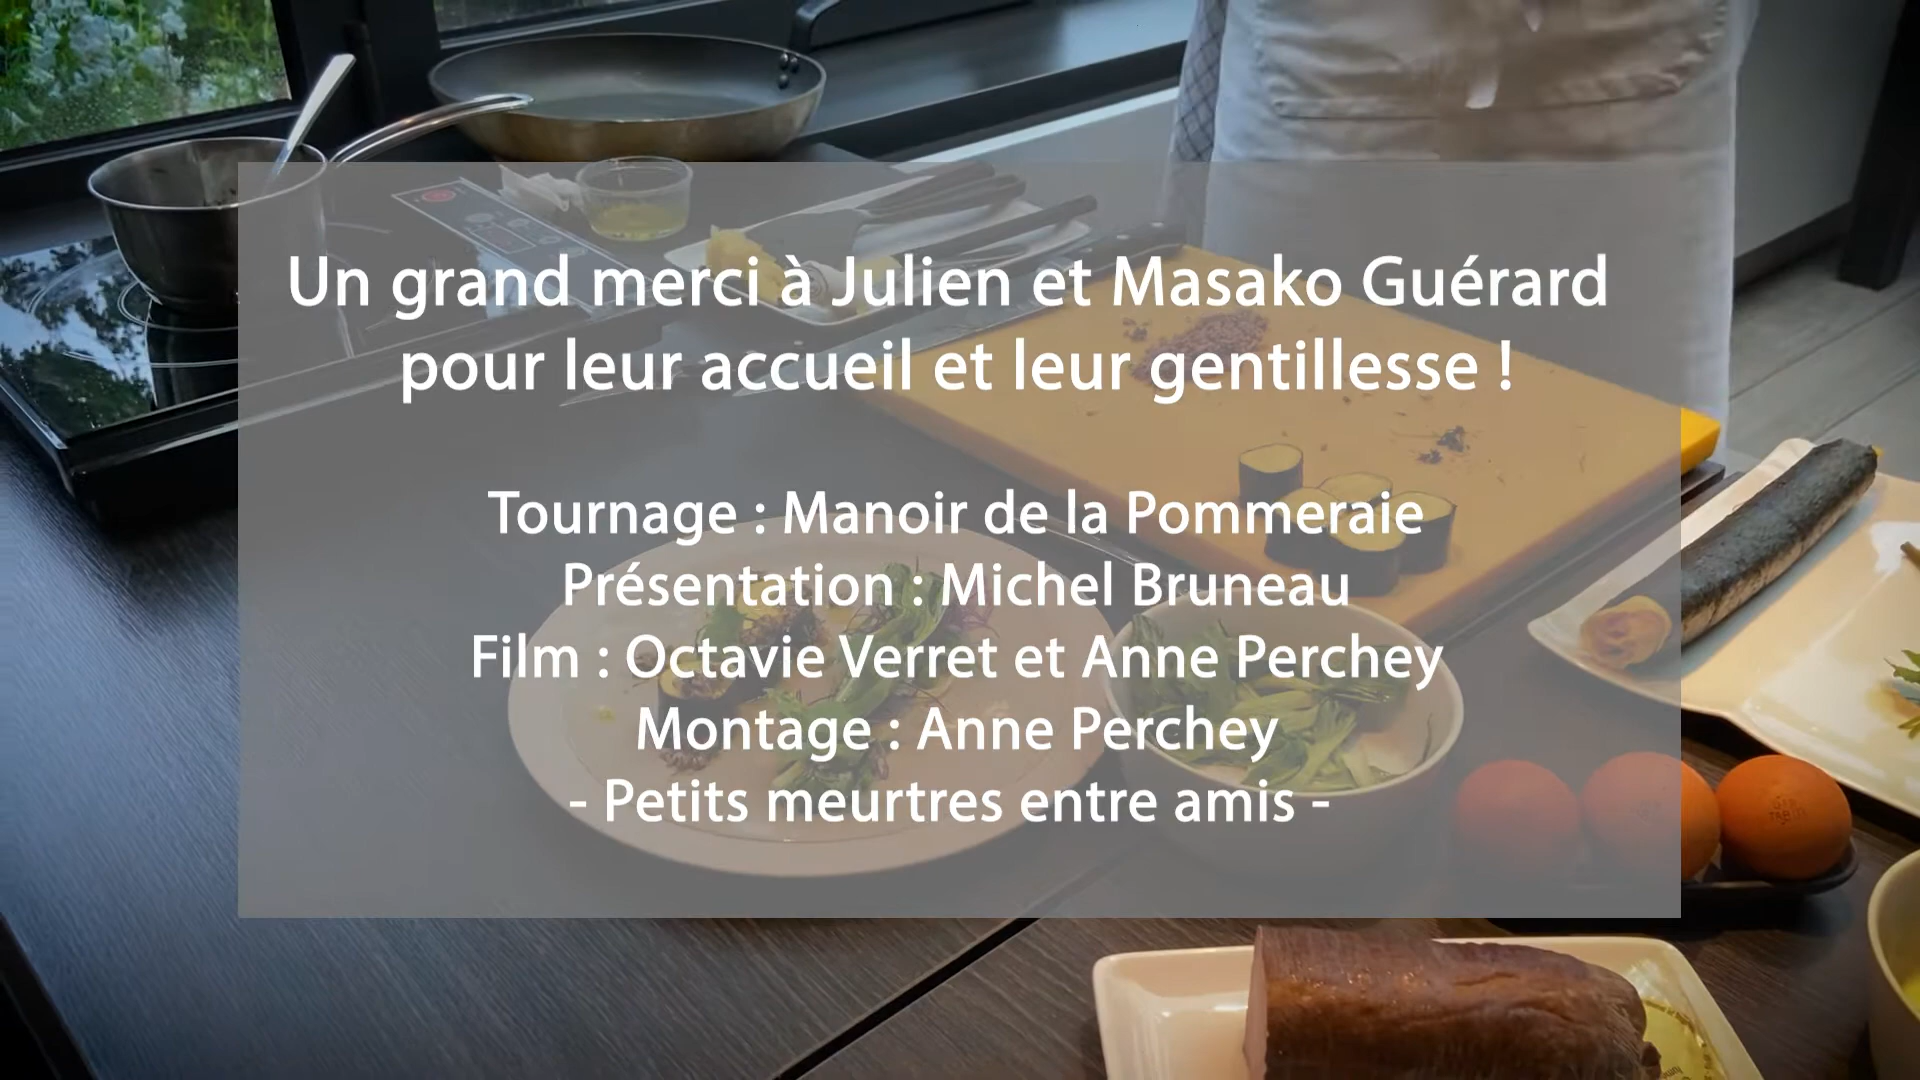 Un grand merci à Julien et Masako Guérard
pour leur accueil et leur gentillesse !
Tournage : Manoir de la Pommeraie
Présentation : Michel Bruneau
Film : Octavie Verret et Anne Perchey
Montage : Anne Perchey
- Petits meurtres entre amis -